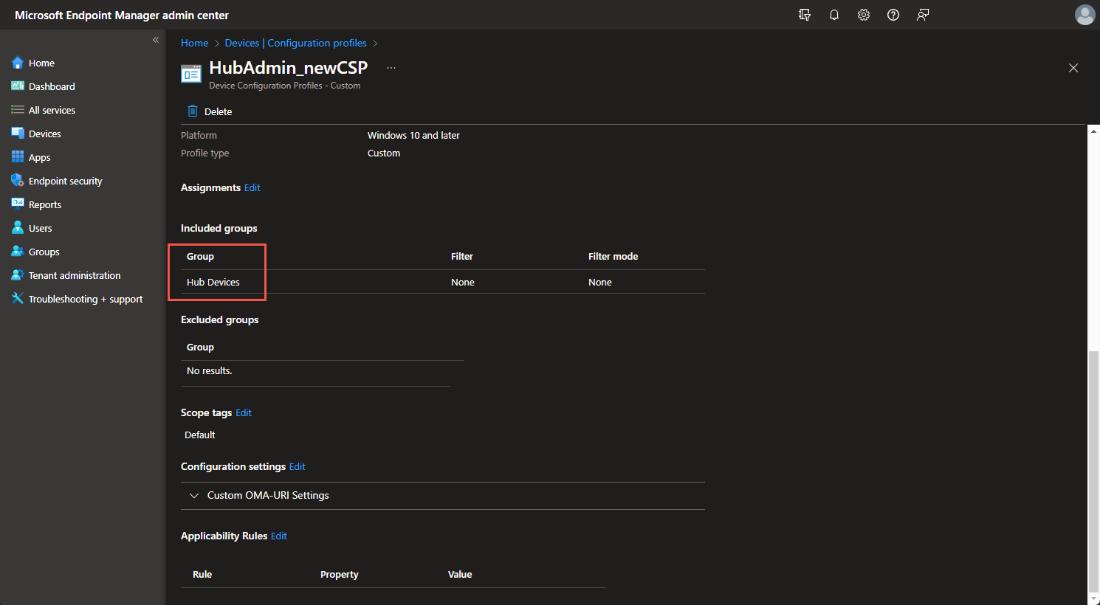 Microsoft Endpoint Manager admin center
«
Home
Dashboard
All services
Devices
Apps
Endpoint security
Reports
Users
Groups
Tenant administration
Troubleshooting + support
Home > Devices | Configuration profiles >
HubAdmin_newCSP ...
Device Configuration Profiles - Custom
Delete
Platform Windows 10 and later
Profile type Custom
Assignments Edit
Included groups
Group Filter Filter mode
Hub Devices None None
Excluded groups
Group
No results.
Scope tags Edit
Default
Configuration settings Edit
Custom OMA-URI Settings
Applicability Rules Edit
Rule Property Value